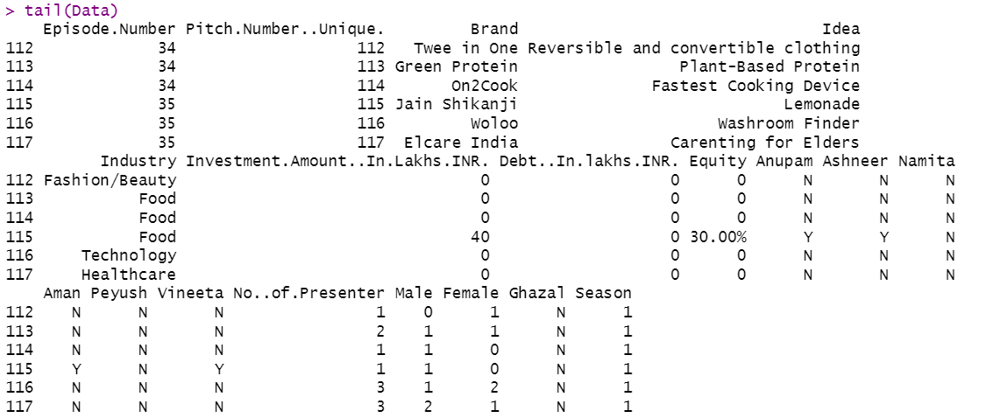 > tail(Data)
    Episode.Number Pitch.Number..Unique.         Brand                                Idea
112             34                   112   Twee in One Reversible and convertible clothing
113             34                   113 Green Protein                 Plant-Based Protein
114             34                   114       On2Cook              Fastest Cooking Device
115             35                   115 Jain Shikanji                            Lemonade
116             35                   116         Woloo                     Washroom Finder
117             35                   117  Elcare India                Carenting for Elders
          Industry Investment.Amount..In.Lakhs.INR. Debt..In.lakhs.INR. Equity Anupam Ashneer Namita
112 Fashion/Beauty                                0                   0      0      N       N      N
113           Food                                0                   0      0      N       N      N
114           Food                                0                   0      0      N       N      N
115           Food                               40                   0 30.00%      Y       Y      N
116     Technology                                0                   0      0      N       N      N
117     Healthcare                                0                   0      0      N       N      N
    Aman Peyush Vineeta No..of.Presenter Male Female Ghazal Season
112    N      N       N                1    0      1      N      1
113    N      N       N                2    1      1      N      1
114    N      N       N                1    1      0      N      1
115    Y      N       Y                1    1      0      N      1
116    N      N       N                3    1      2      N      1
117    N      N       N                3    2      1      N      1